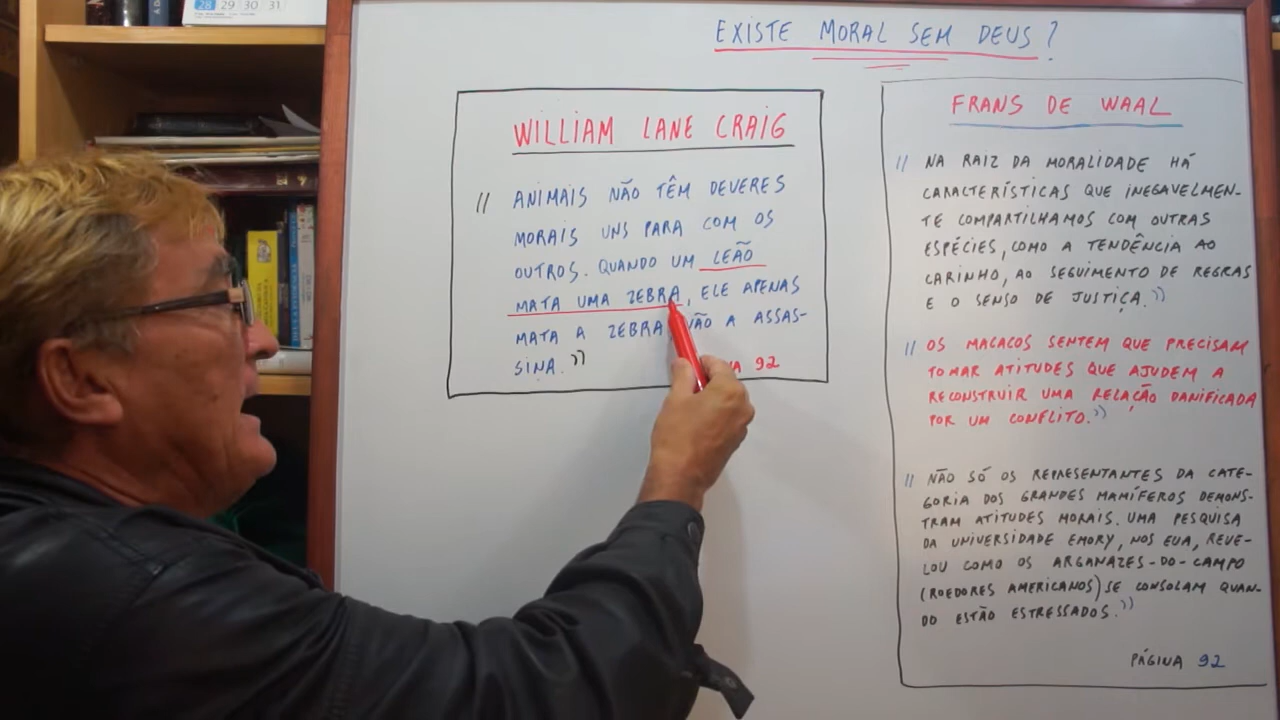 28 29 30 31
EXISTE MORAL SEM DEUS?
WILLIAM LANE CRAIG
" ANIMAIS NÃO TÊM DEVERES
MORAIS UNS PARA COM OS
OUTROS. QUANDO UM LEÃO
MATA UMA ZEBRA, ELE APENAS
MATA A ZEBRA NÃO A ASSAS-
SINA."
92
FRANS DE WAAL
" NA RAIZ DA MORALIDADE HÁ
CARACTERÍSTICAS QUE INEGAVELMEN-
TE COMPARTILHAMOS COM OUTRAS
ESPÉCIES, COMO A TENDÊNCIA AO
CARINHO, AO SEGUIMENTO DE REGRAS
E O SENSO DE JUSTIÇA."
" OS MACACOS SENTEM QUE PRECISAM
TOMAR ATITUDES QUE AJUDEM A
RECONSTRUIR UMA RELAÇÃO DANIFICADA
POR UM CONFLITO."
" NÃO SÓ OS REPRESENTANTES DA CATE-
GORIA DOS GRANDES MAMÍFEROS DEMONS-
TRAM ATITUDES MORAIS. UMA PESQUISA
DA UNIVERSIDADE EMORY, NOS EUA, REVE-
LOU COMO OS ARGANAZES-DO-CAMPO
(ROEDORES AMERICANOS) SE CONSOLAM QUAN-
DO ESTÃO ESTRESSADOS."
PÁGINA 92